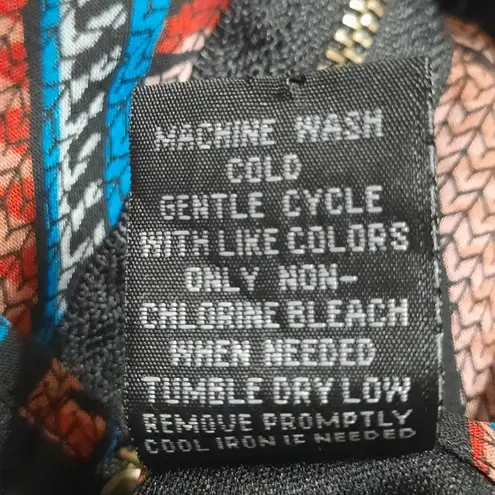 MACHINE WASH
COLD
GENTLE CYCLE
WITH LIKE COLORS
ONLY NON-
CHLORINE BLEACH
WHEN NEEDED
TUMBLE DRY LOW
REMOVE PROMPTLY
COOL IRON IF NEEDED